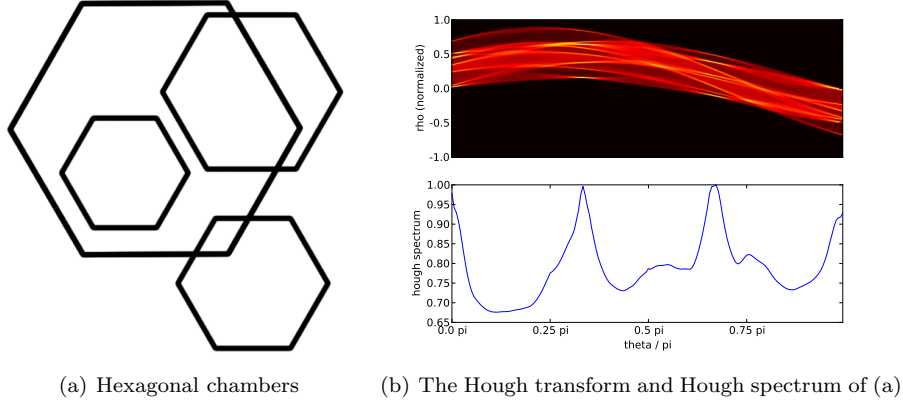 1.0
0.5
0.0
-0.5
-1.0
rho (normalized)
1.00
0.95
0.90
0.85
0.80
0.75
0.70
0.65
hough spectrum
0.0 pi 0.25 pi 0.5 pi 0.75 pi
theta / pi
(a) Hexagonal chambers
(b) The Hough transform and Hough spectrum of (a)